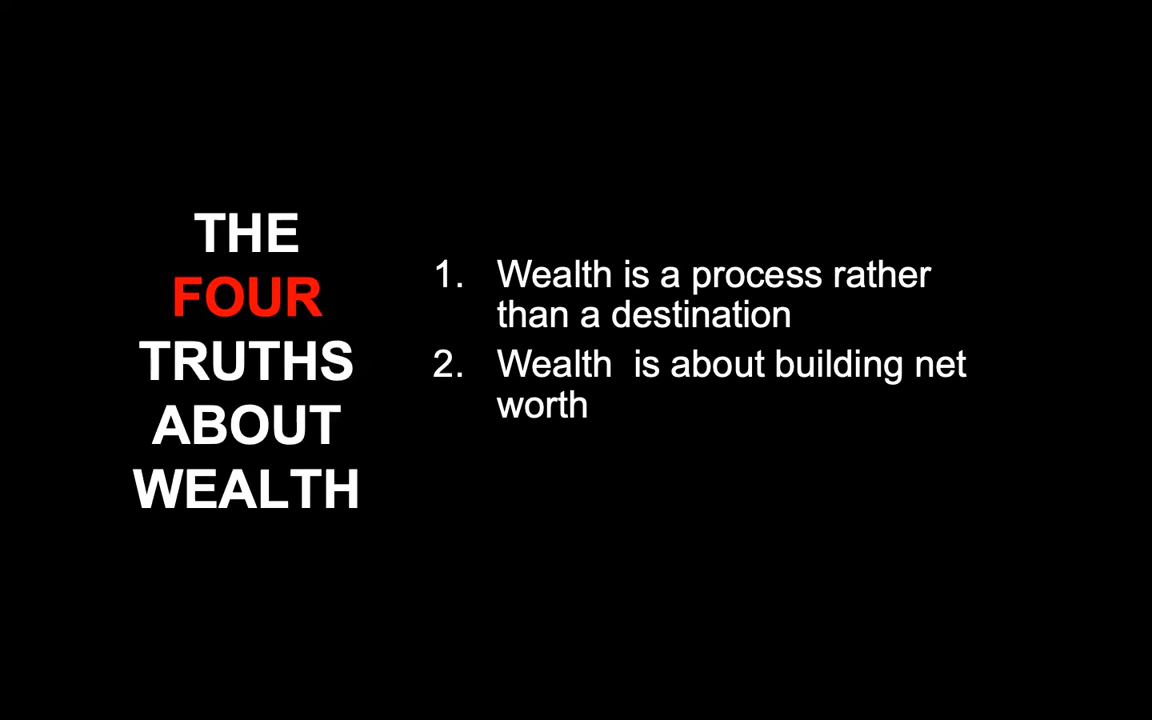 THE
FOUR
TRUTHS
ABOUT
WEALTH
1. Wealth is a process rather
than a destination
2. Wealth  is about building net
worth